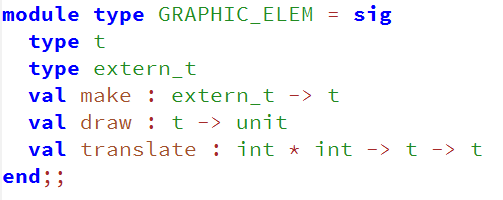 module type GRAPHIC_ELEM = sig
  type t
  type extern_t
  val make : extern_t -> t
  val draw : t -> unit
  val translate : int * int -> t -> t
end;;